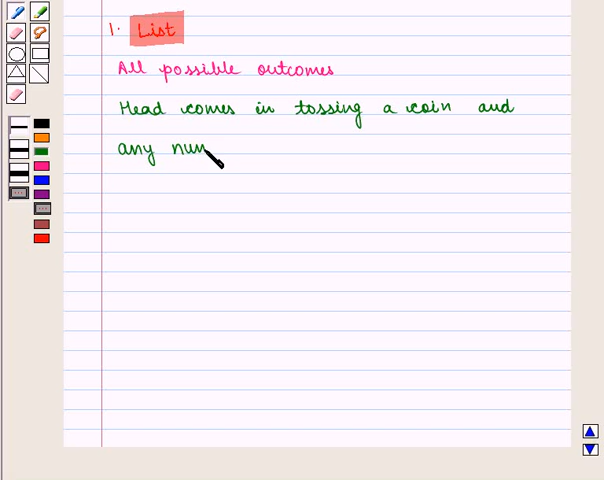 1. List
All possible outcomes
Head comes in tossing a coin and
any num